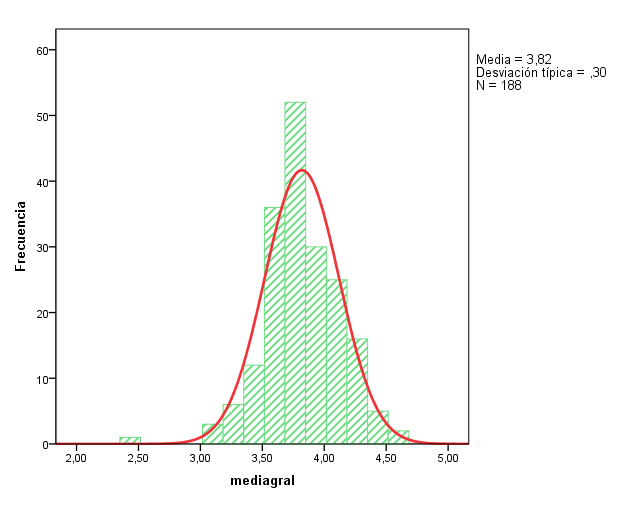 Media = 3,82
Desviación típica = ,30
N = 188
Frecuencia
60
50
40
30
20
10
0
2,00 2,50 3,00 3,50 4,00 4,50 5,00
mediagral